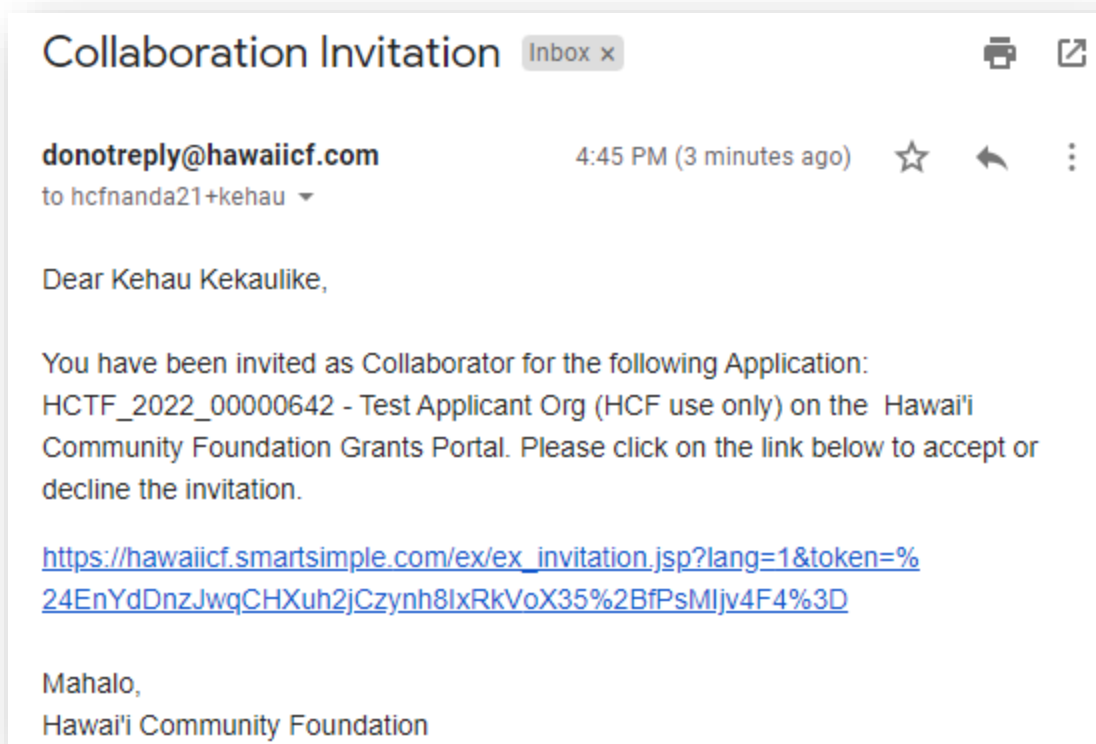 Collaboration Invitation Inbox ×
donotreply@hawaiicf.com 4:45 PM (3 minutes ago)
to hcfnanda21+kehau
Dear Kehau Kekaulike,
You have been invited as Collaborator for the following Application:
HCTF_2022_00000642 - Test Applicant Org (HCF use only) on the  Hawai'i
Community Foundation Grants Portal. Please click on the link below to accept or
decline the invitation.
https://hawaiicf.smartsimple.com/ex/ex_invitation.jsp?lang=1&token=%
24EnYdDnzJwqCHXuh2jCzynh8IxRkVoX35%2BfPsMIjv4F4%3D
Mahalo,
Hawai'i Community Foundation